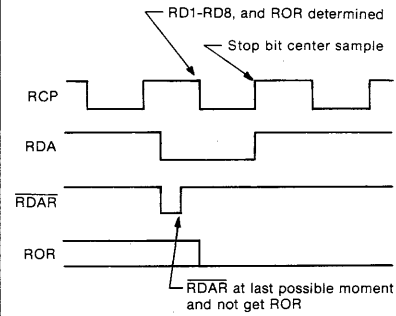 RD1-RD8, and ROR determined
Stop bit center sample
RCP
RDA
RDAR
ROR
RDAR at last possible moment
and not get ROR